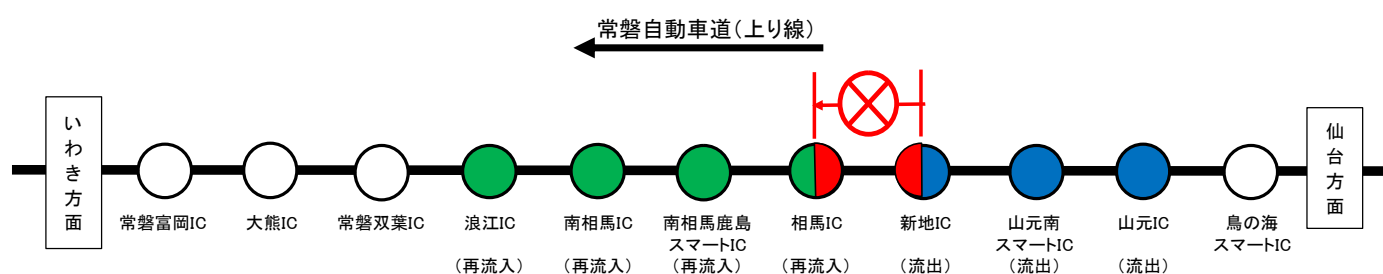 常磐自動車道(上り線)
いわき方面
仙台方面
常磐富岡IC
大熊IC
常磐双葉IC
浪江IC
(再流入)
南相馬IC
(再流入)
南相馬鹿島
スマートIC
(再流入)
相馬IC
(再流入)
新地IC
(流出)
山元南
スマートIC
(流出)
山元IC
(流出)
鳥の海
スマートIC